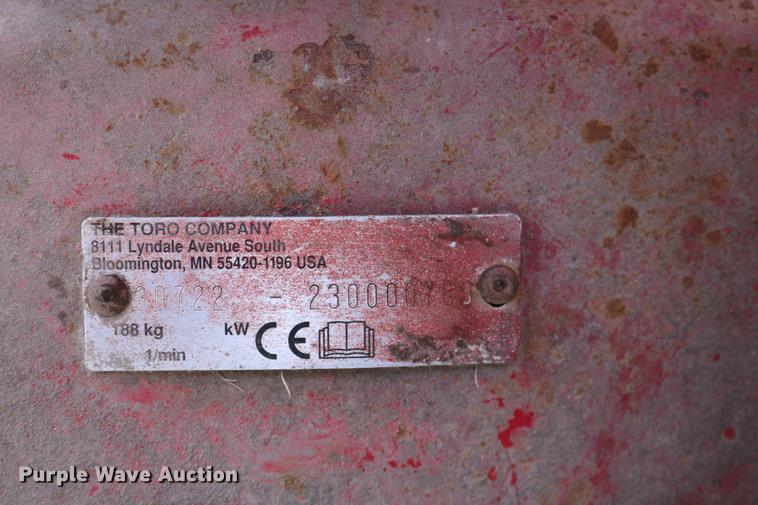 THE TORO COMPANY
8111 Lyndale Avenue South
Bloomington, MN 55420-1196 USA
30722 -
188 kg kW CE
1/min
Purple Wave Auction